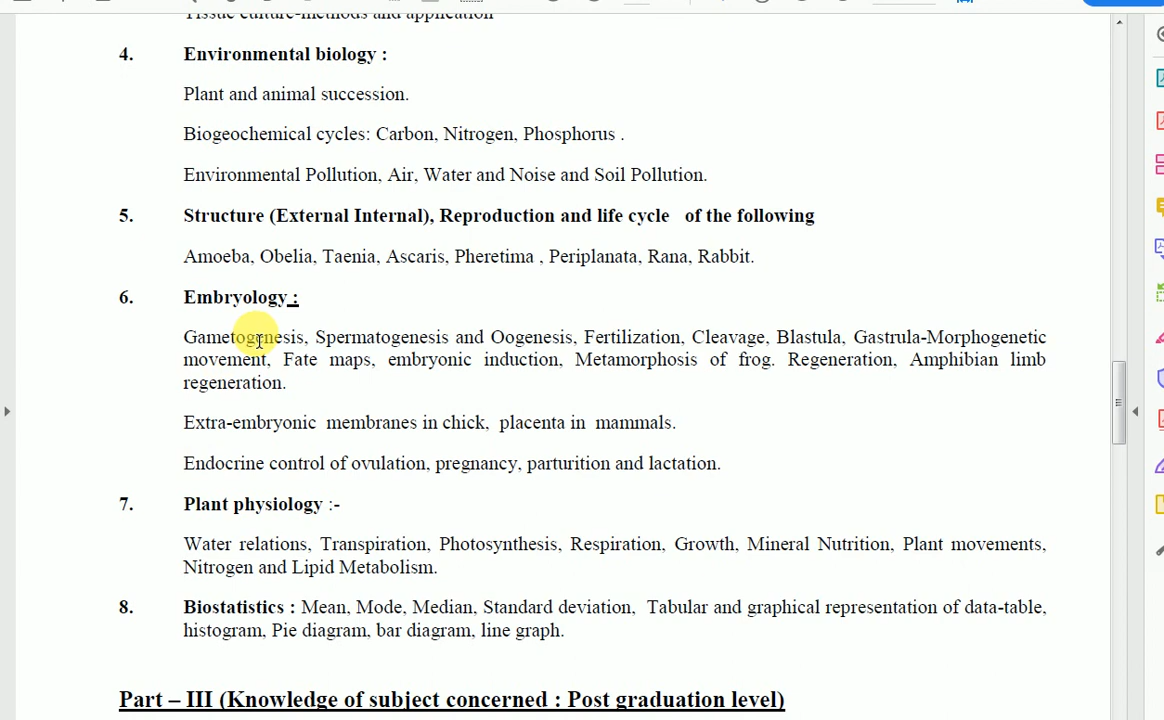 Tissue culture-methods and application
4. Environmental biology :
Plant and animal succession.
Biogeochemical cycles: Carbon, Nitrogen, Phosphorus .
Environmental Pollution, Air, Water and Noise and Soil Pollution.
5. Structure (External Internal), Reproduction and life cycle of the following
Amoeba, Obelia, Taenia, Ascaris, Pheretima , Periplanata, Rana, Rabbit.
6. Embryology :
Gametogenesis, Spermatogenesis and Oogenesis, Fertilization, Cleavage, Blastula, Gastrula-Morphogenetic
movement, Fate maps, embryonic induction, Metamorphosis of frog. Regeneration, Amphibian limb
regeneration.
Extra-embryonic membranes in chick, placenta in mammals.
Endocrine control of ovulation, pregnancy, parturition and lactation.
7. Plant physiology :-
Water relations, Transpiration, Photosynthesis, Respiration, Growth, Mineral Nutrition, Plant movements,
Nitrogen and Lipid Metabolism.
8. Biostatistics : Mean, Mode, Median, Standard deviation, Tabular and graphical representation of data-table,
histogram, Pie diagram, bar diagram, line graph.
Part – III (Knowledge of subject concerned : Post graduation level)